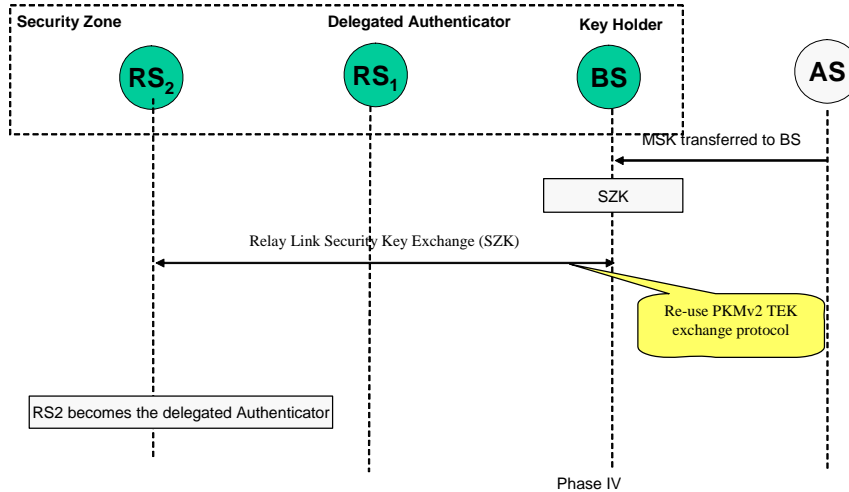 Security Zone
Delegated Authenticator
Key Holder
RS2
RS1
BS
AS
MSK transferred to BS
SZK
Relay Link Security Key Exchange (SZK)
Re-use PKMv2 TEK
exchange protocol
RS2 becomes the delegated Authenticator
Phase IV